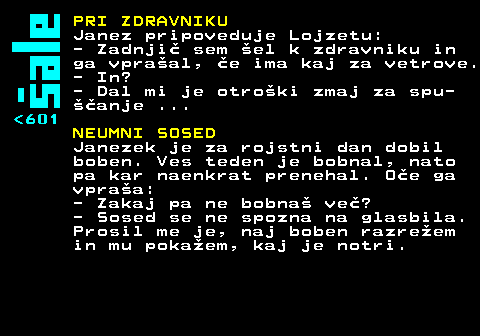 Šale
<601
PRI ZDRAVNIKU
Janez pripoveduje Lojzetu:
- Zadnjič sem šel k zdravniku in
ga vprašal, če ima kaj za vetrove.
- In?
- Dal mi je otroški zmaj za spu-
ščanje ...
NEUMNI SOSED
Janezek je za rojstni dan dobil
boben. Ves teden je bobnal, nato
pa kar naenkrat prenehal. Oče ga
vpraša:
- Zakaj pa ne bobnaš več?
- Sosed se ne spozna na glasbila.
Prosil me je, naj boben razrežem
in mu pokažem, kaj je notri.